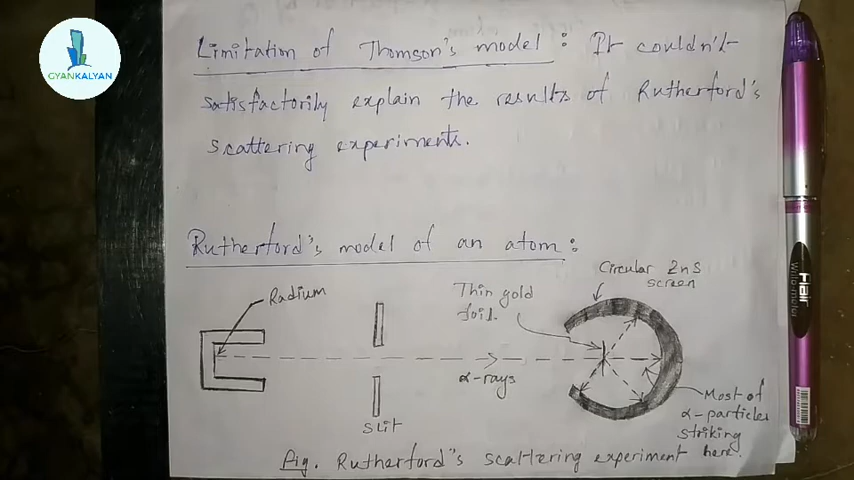 GYANKALYAN
Limitation of Thomson's model : It couldn't
satisfactorily explain the results of Rutherford's
scattering experiments.
Rutherford's model of an atom :
Circular ZnS
screen
Radium
Thin gold
foil.
α-rays
Most of
α-particles
striking
here.
Slit
Fig. Rutherford's scattering experiment
Hair
Write-meter